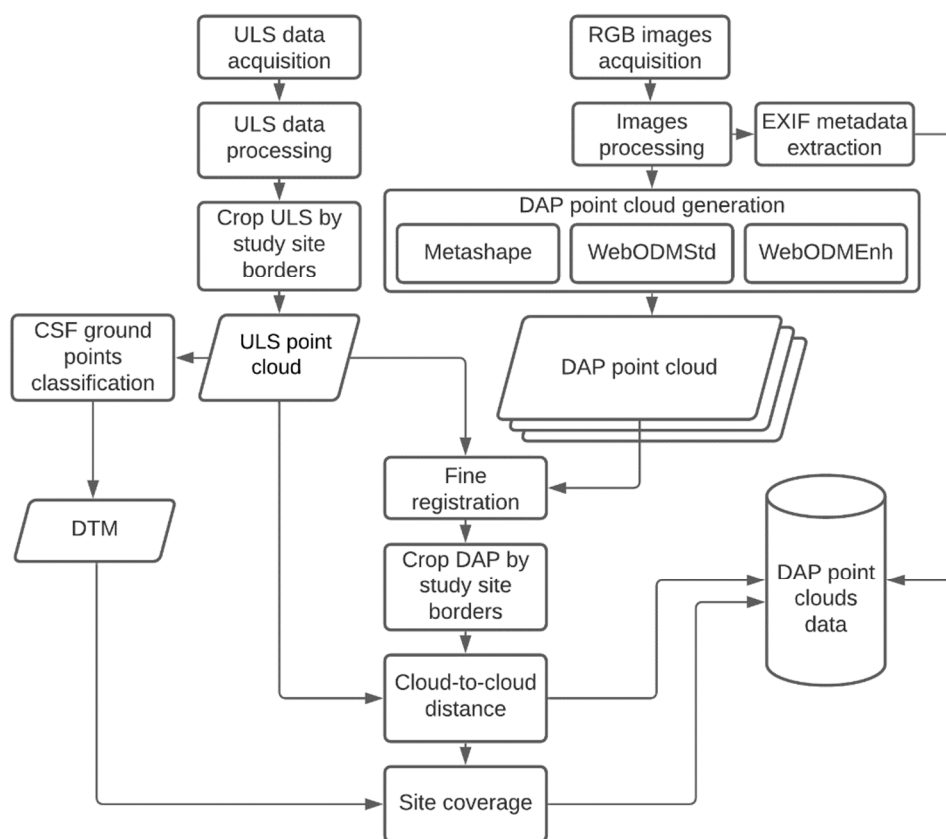 ULS data
acquisition
RGB images
acquisition
ULS data
processing
Images
processing
EXIF metadata
extraction
Crop ULS by
study site
borders
DAP point cloud generation
Metashape
WebODMStd
WebODMEnh
CSF ground
points
classification
ULS point
cloud
DAP point cloud
Fine
registration
DTM
Crop DAP by
study site
borders
DAP point
clouds
data
Cloud-to-cloud
distance
Site coverage